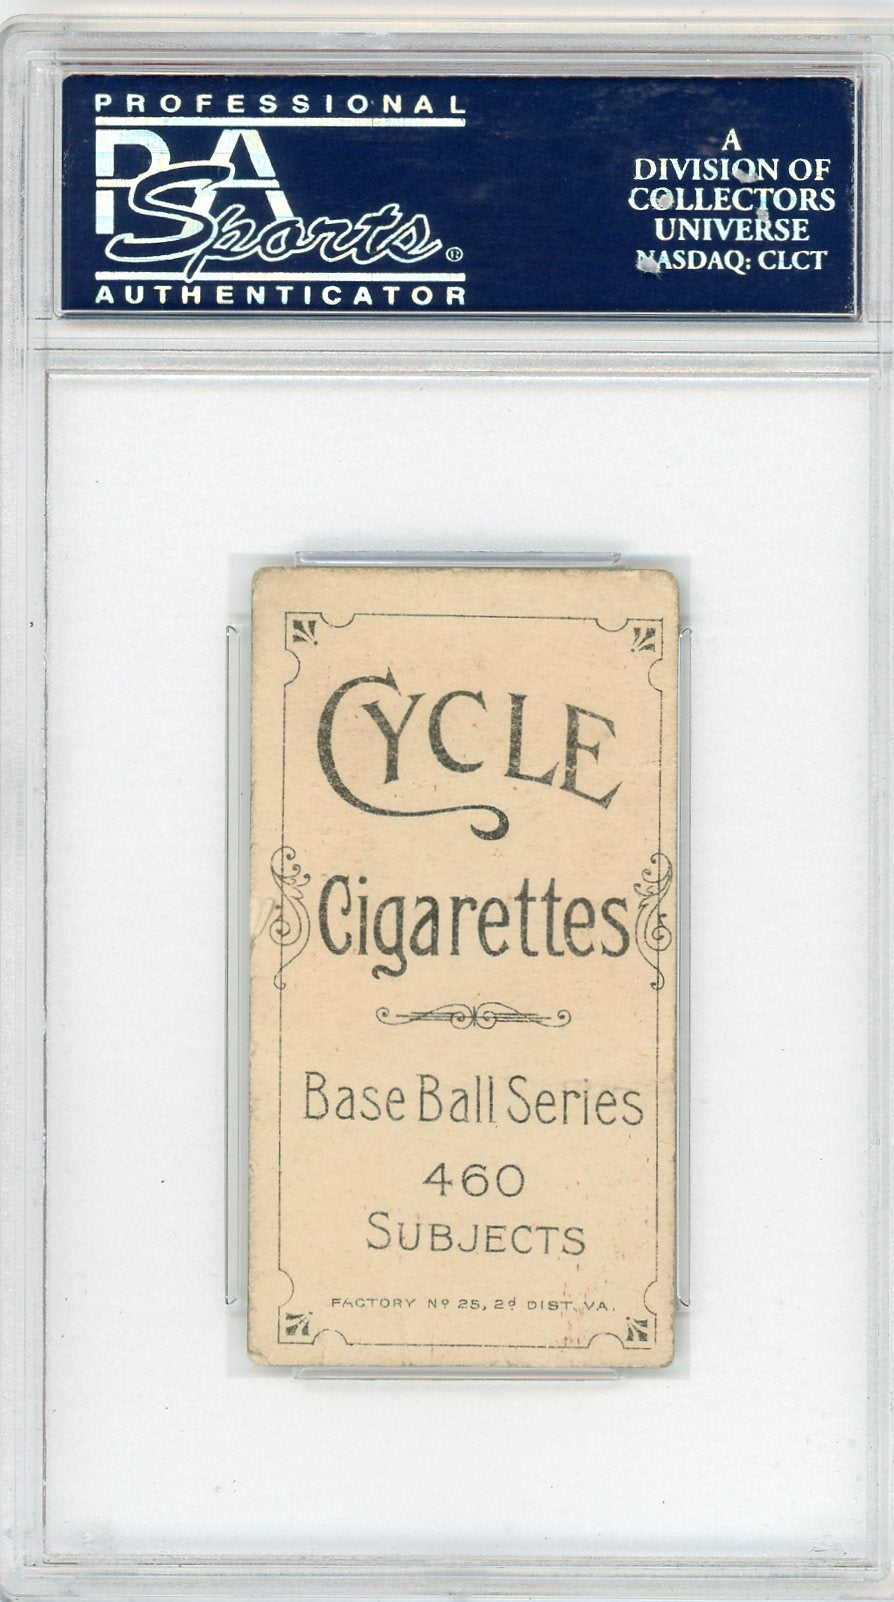 PROFESSIONAL
PSA
Sports®
AUTHENTICATOR
A
DIVISION OF
COLLECTORS
UNIVERSE
NASDAQ: CLCT
CYCLE
Cigarettes
Base Ball Series
460
SUBJECTS
FACTORY Nº 25, 2d DIST. VA.